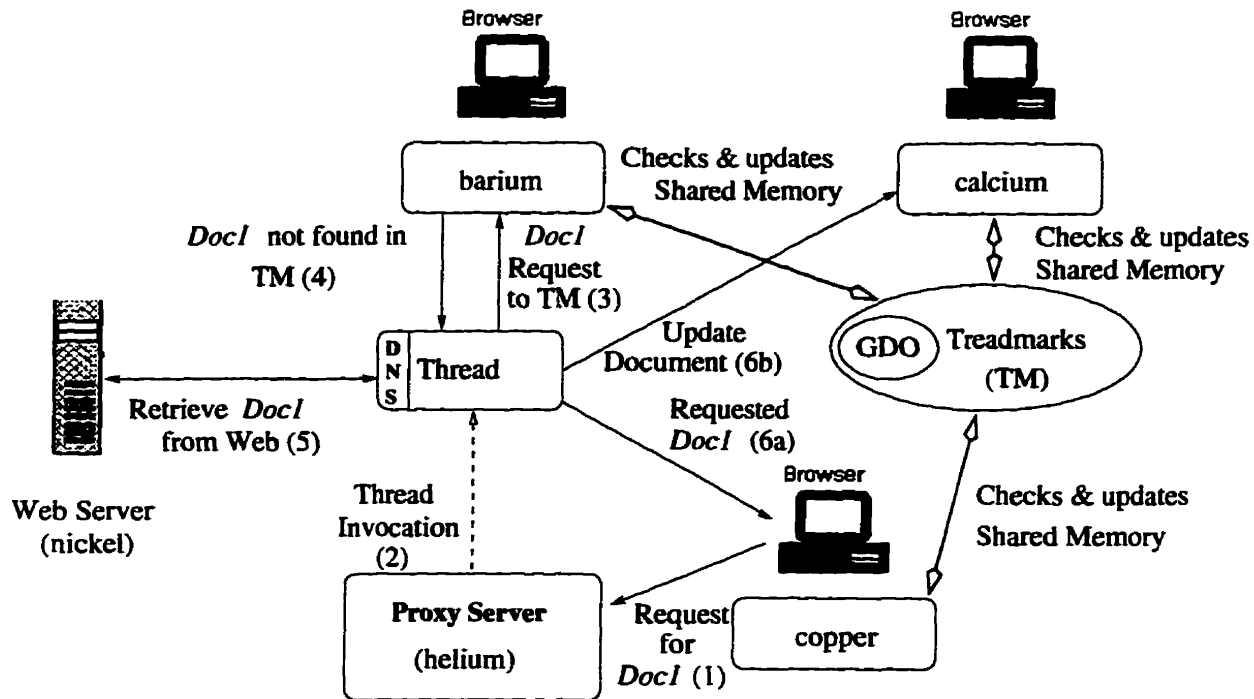 Browser
Browser
barium
calcium
Checks & updates
Shared Memory
Doc1 not found in
TM (4)
Doc1
Request
to TM (3)
Checks & updates
Shared Memory
D
N
S
Thread
Update
Document (6b)
GDO
Treadmarks
(TM)
Retrieve Doc1
from Web (5)
Requested
Doc1 (6a)
Browser
Web Server
(nickel)
Thread
Invocation
(2)
Checks & updates
Shared Memory
Proxy Server
(helium)
Request
for
Doc1 (1)
copper